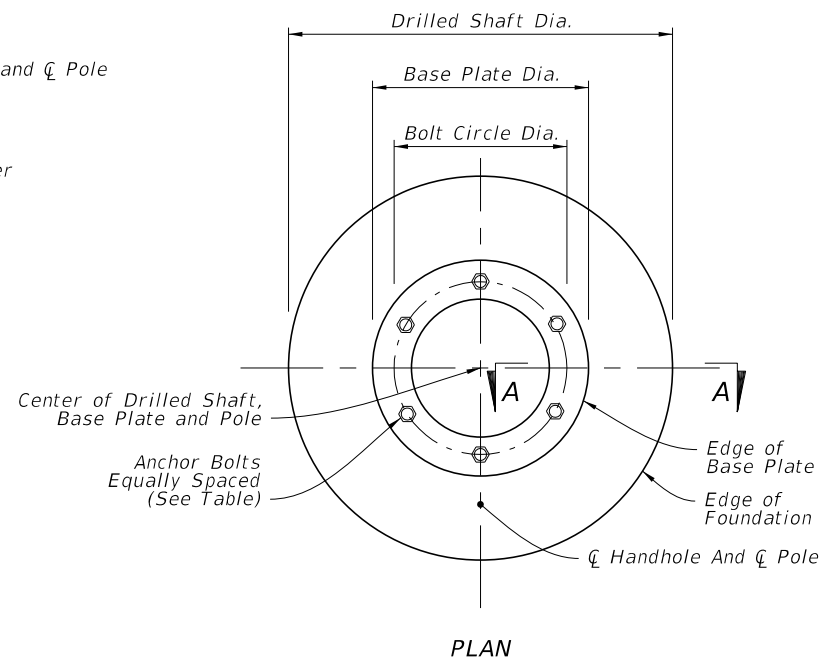 Drilled Shaft Dia.
and ℄ Pole
Base Plate Dia.
Bolt Circle Dia.
er
A
A
Center of Drilled Shaft,
Base Plate and Pole
Anchor Bolts
Equally Spaced
(See Table)
Edge of
Base Plate
Edge of
Foundation
℄ Handhole And ℄ Pole
PLAN